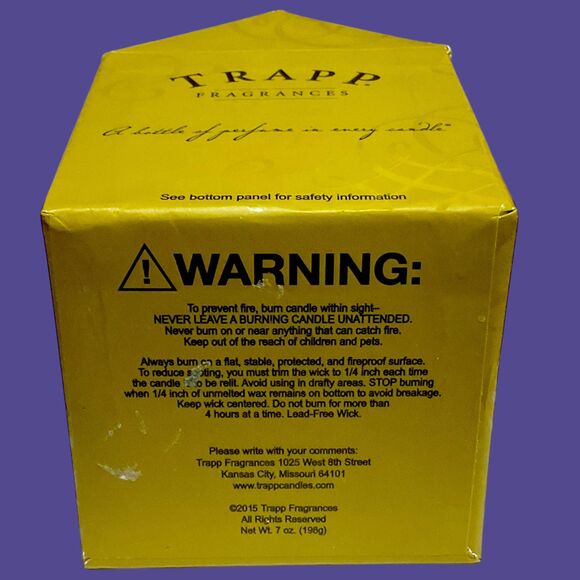 TRAPP
FRAGRANCES
A bottle of perfume in every candle™
See bottom panel for safety information
WARNING:
To prevent fire, burn candle within sight–
NEVER LEAVE A BURNING CANDLE UNATTENDED.
Never burn on or near anything that can catch fire.
Keep out of the reach of children and pets.
Always burn on a flat, stable, protected, and fireproof surface.
To reduce sooting, you must trim the wick to 1/4 inch each time
the candle is to be relit. Avoid using in drafty areas. STOP burning
when 1/4 inch of unmelted wax remains on bottom to avoid breakage.
Keep wick centered. Do not burn for more than
4 hours at a time. Lead-Free Wick.
Please write with your comments:
Trapp Fragrances 1025 West 8th Street
Kansas City, Missouri 64101
www.trappcandles.com
©2015 Trapp Fragrances
All Rights Reserved
Net Wt. 7 oz. (198g)